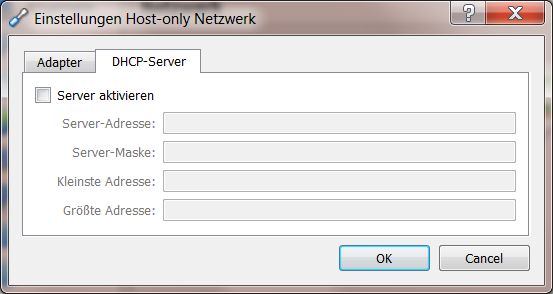 Einstellungen Host-only Netzwerk
Adapter
DHCP-Server
Server aktivieren
Server-Adresse:
Server-Maske:
Kleinste Adresse:
Größte Adresse:
OK
Cancel